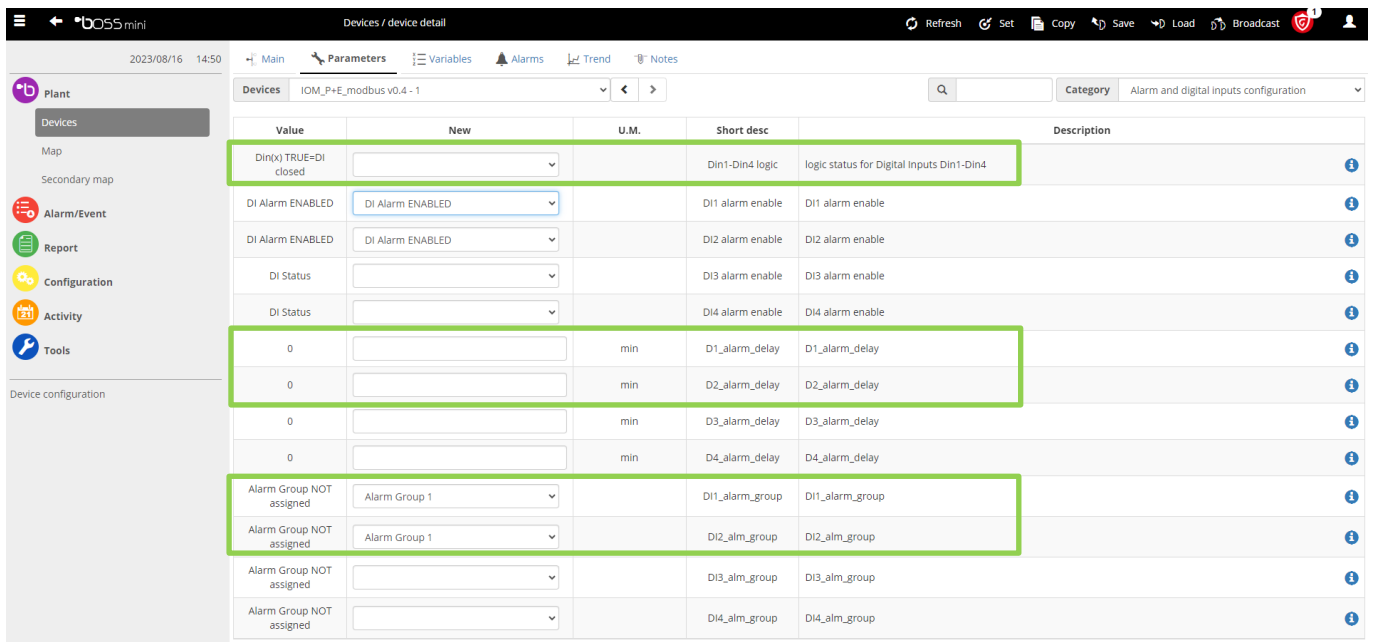 boss mini
Devices / device detail
Refresh Set Copy Save Load Broadcast 1
2023/08/16 14:50
Main Parameters Variables Alarms Trend Notes
Plant
Devices
Map
Secondary map
Alarm/Event
Report
Configuration
21
Activity
Tools
Device configuration
Devices IOM_P+E_modbus v0.4 - 1 Category Alarm and digital inputs configuration
Value New U.M. Short desc Description
Din(x) TRUE=DI
closed Din1-Din4 logic logic status for Digital Inputs Din1-Din4
DI Alarm ENABLED DI Alarm ENABLED DI1 alarm enable DI1 alarm enable
DI Alarm ENABLED DI Alarm ENABLED DI2 alarm enable DI2 alarm enable
DI Status DI3 alarm enable DI3 alarm enable
DI Status DI4 alarm enable DI4 alarm enable
0 min D1_alarm_delay D1_alarm_delay
0 min D2_alarm_delay D2_alarm_delay
0 min D3_alarm_delay D3_alarm_delay
0 min D4_alarm_delay D4_alarm_delay
Alarm Group NOT
assigned Alarm Group 1 DI1_alarm_group DI1_alarm_group
Alarm Group NOT
assigned Alarm Group 1 DI2_alm_group DI2_alm_group
Alarm Group NOT
assigned DI3_alm_group DI3_alm_group
Alarm Group NOT
assigned DI4_alm_group DI4_alm_group